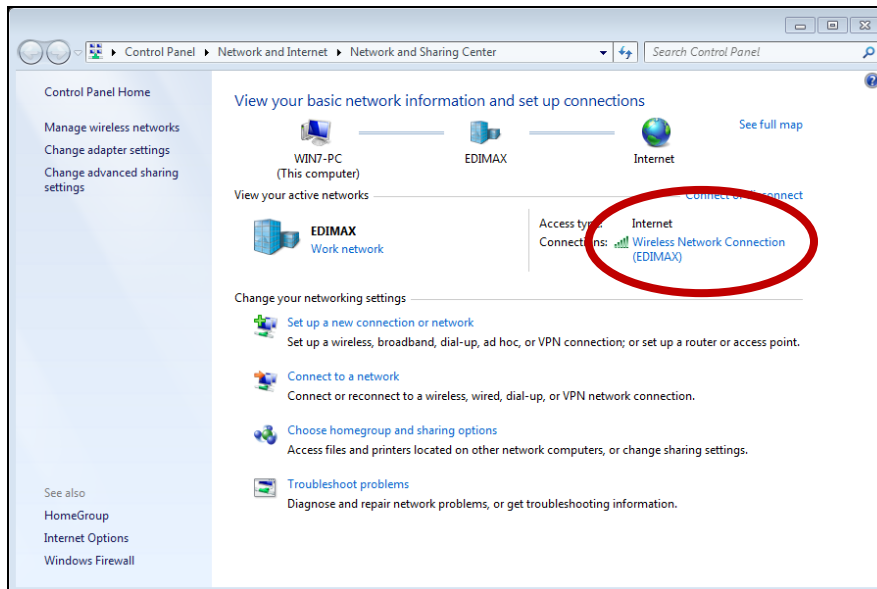 Control Panel Network and Internet Network and Sharing Center Search Control Panel
Control Panel Home
Manage wireless networks
Change adapter settings
Change advanced sharing
settings
View your basic network information and set up connections
See full map
WIN7-PC
(This computer)
EDIMAX
Internet
View your active networks
Connect or disconnect
EDIMAX
Work network
Access type: Internet
Connections: Wireless Network Connection
(EDIMAX)
Change your networking settings
Set up a new connection or network
Set up a wireless, broadband, dial-up, ad hoc, or VPN connection; or set up a router or access point.
Connect to a network
Connect or reconnect to a wireless, wired, dial-up, or VPN network connection.
Choose homegroup and sharing options
Access files and printers located on other network computers, or change sharing settings.
Troubleshoot problems
Diagnose and repair network problems, or get troubleshooting information.
See also
HomeGroup
Internet Options
Windows Firewall